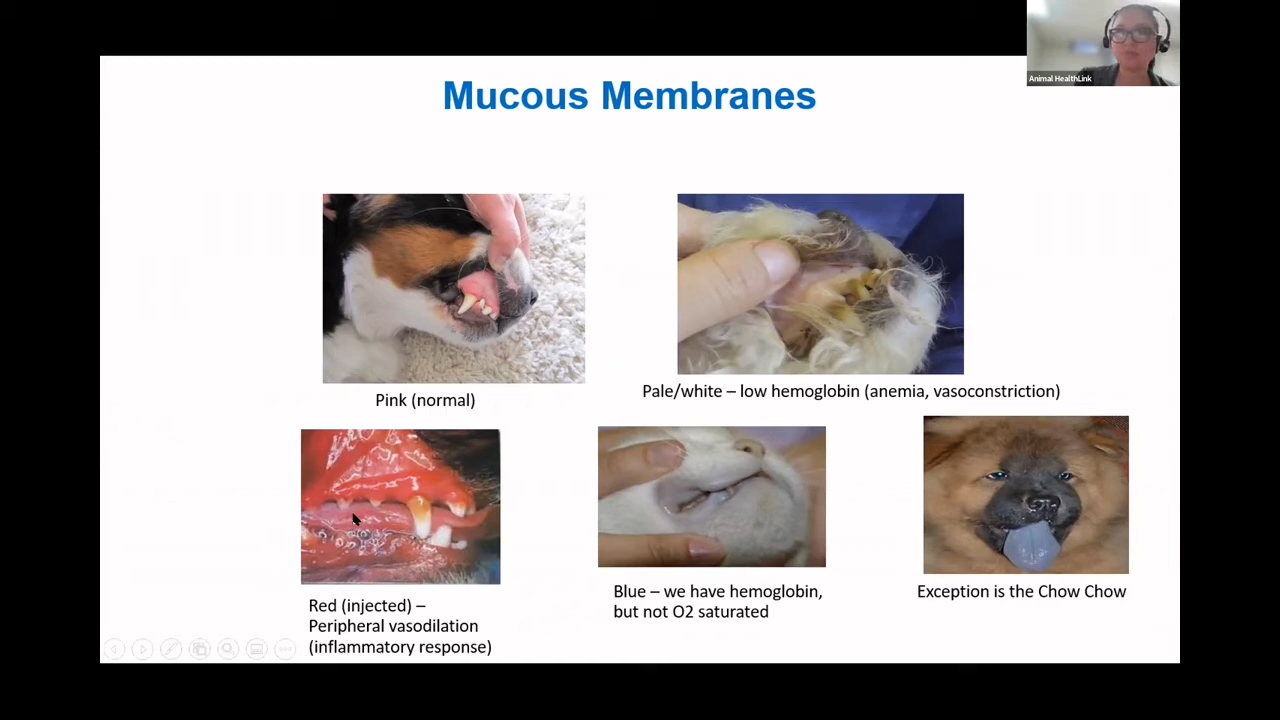 Animal HealthLink
Mucous Membranes
Pink (normal)
Pale/white – low hemoglobin (anemia, vasoconstriction)
Red (injected) –
Peripheral vasodilation
(inflammatory response)
Blue – we have hemoglobin,
but not O2 saturated
Exception is the Chow Chow